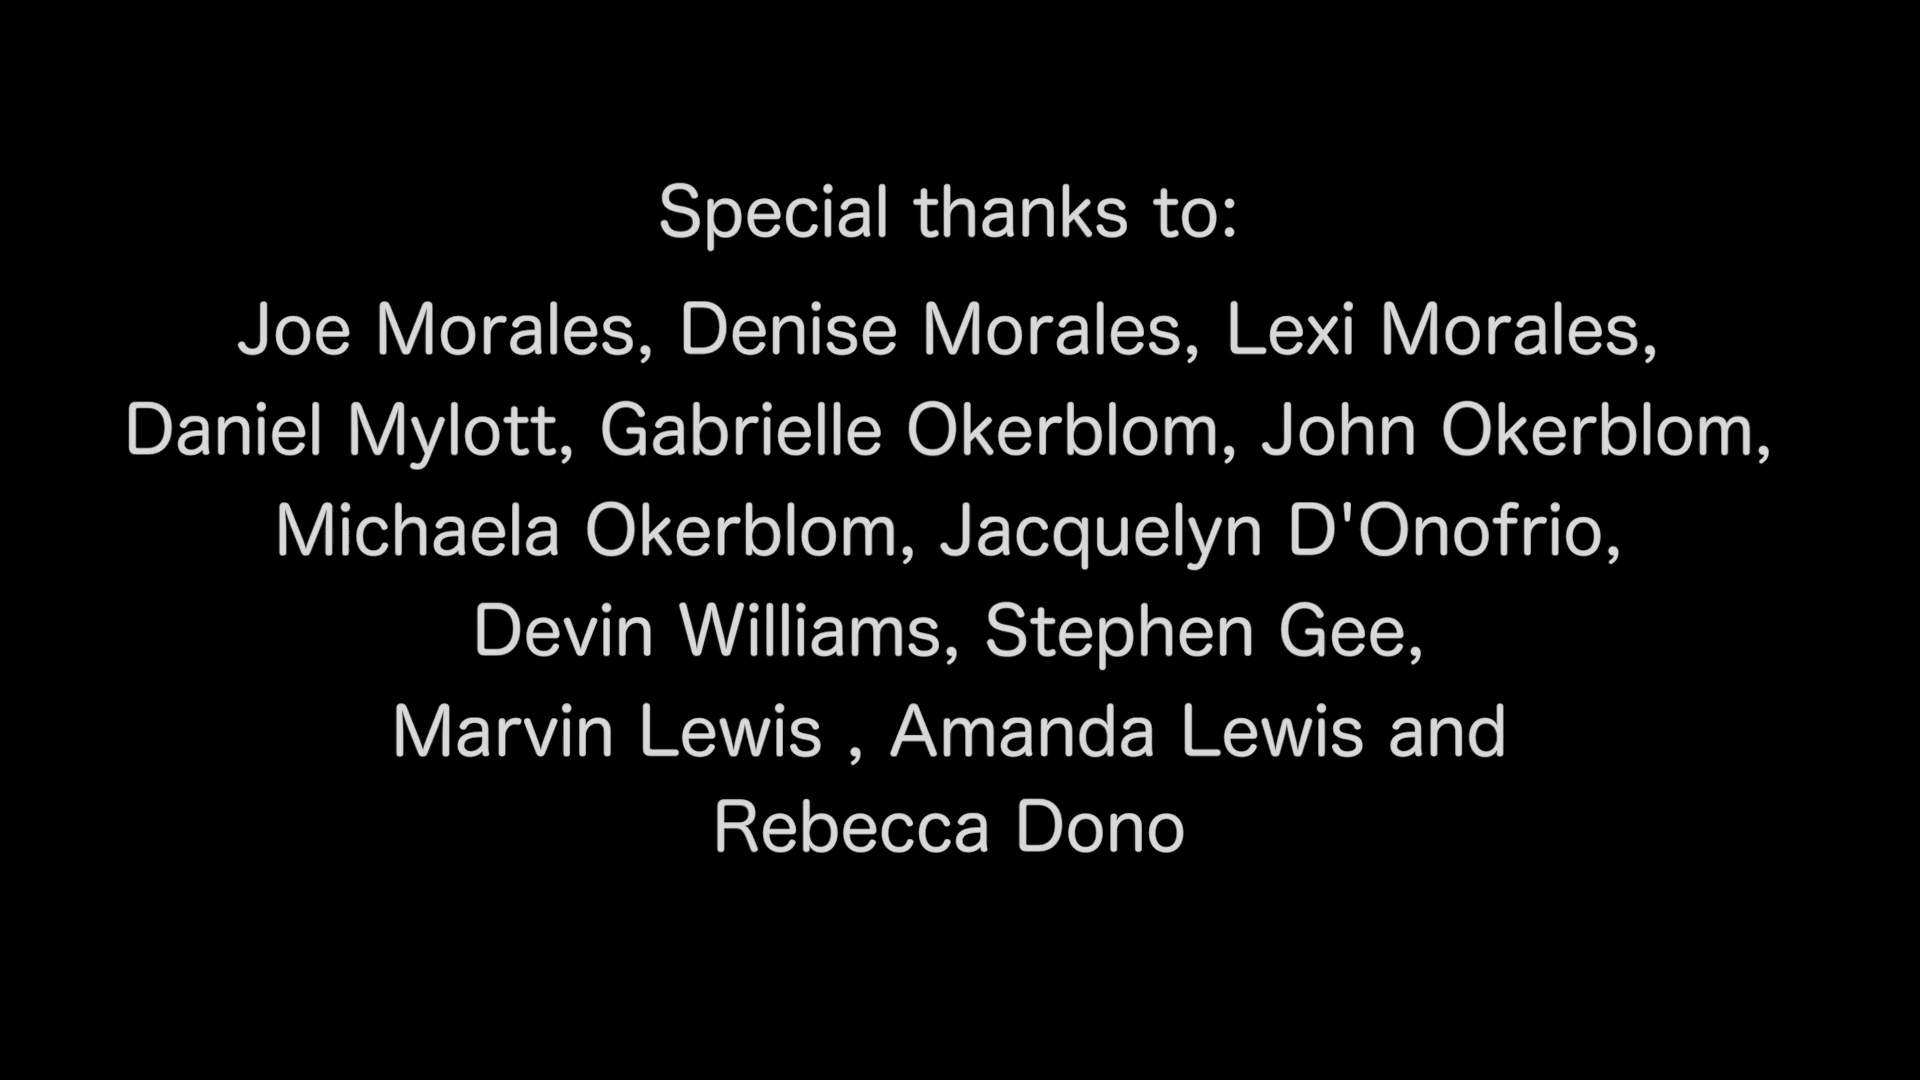 Special thanks to:
Joe Morales, Denise Morales, Lexi Morales,
Daniel Mylott, Gabrielle Okerblom, John Okerblom,
Michaela Okerblom, Jacquelyn D'Onofrio,
Devin Williams, Stephen Gee,
Marvin Lewis , Amanda Lewis and
Rebecca Dono